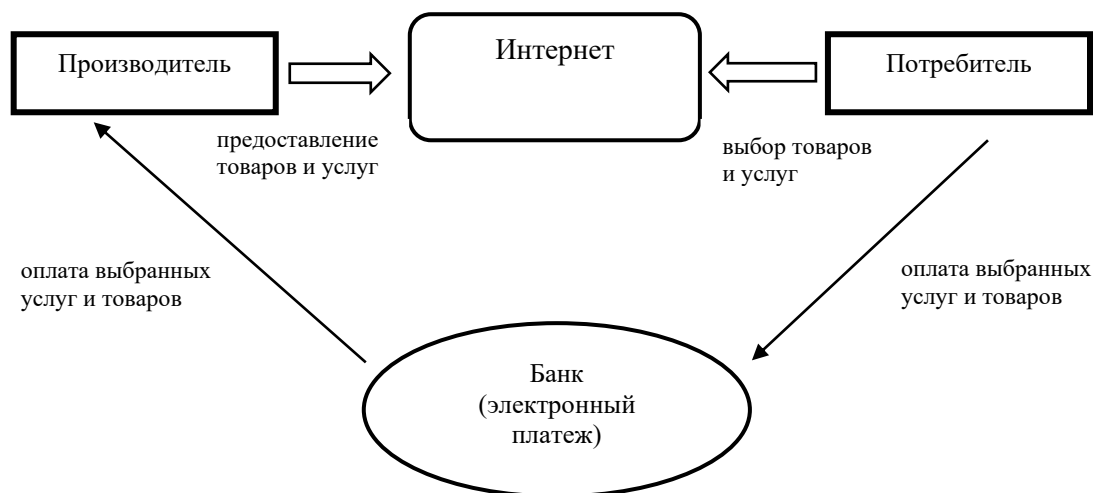 Производитель
Интернет
Потребитель
предоставление
товаров и услуг
выбор товаров
и услуг
оплата выбранных
услуг и товаров
оплата выбранных
услуг и товаров
Банк
(электронный
платеж)